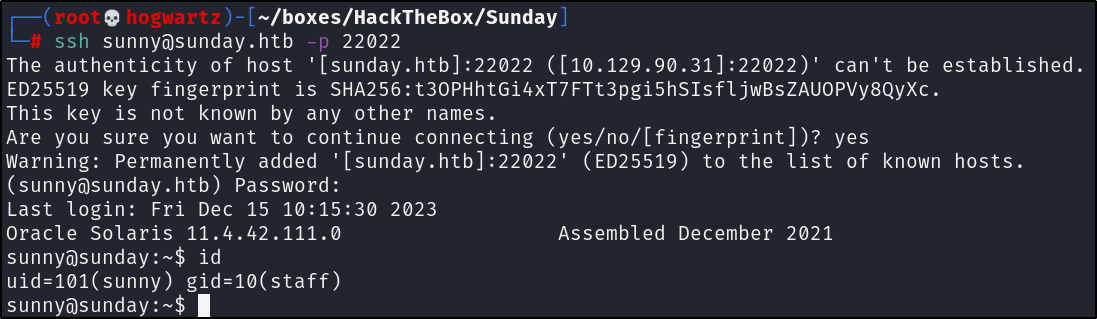 ┌──(root💀hogwartz)-[~/boxes/HackTheBox/Sunday]
└─# ssh sunny@sunday.htb -p 22022
The authenticity of host '[sunday.htb]:22022 ([10.129.90.31]:22022)' can't be established.
ED25519 key fingerprint is SHA256:t3OPHhtGi4xT7FTt3pgi5hSIsfljwBsZAUOPVy8QyXc.
This key is not known by any other names.
Are you sure you want to continue connecting (yes/no/[fingerprint])? yes
Warning: Permanently added '[sunday.htb]:22022' (ED25519) to the list of known hosts.
(sunny@sunday.htb) Password:
Last login: Fri Dec 15 10:15:30 2023
Oracle Solaris 11.4.42.111.0                  Assembled December 2021
sunny@sunday:~$ id
uid=101(sunny) gid=10(staff)
sunny@sunday:~$